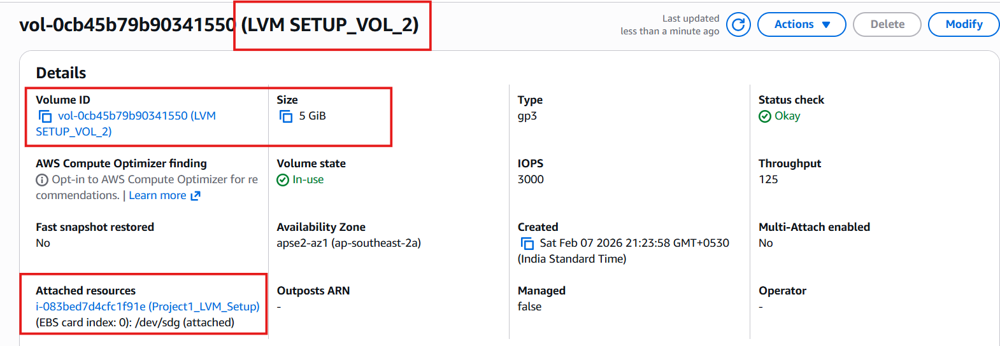 vol-0cb45b79b90341550 (LVM SETUP_VOL_2)
Last updated
less than a minute ago
Actions
Delete
Modify
Details
Volume ID
vol-0cb45b79b90341550 (LVM
SETUP_VOL_2)
Size
5 GiB
Type
gp3
Status check
Okay
AWS Compute Optimizer finding
Opt-in to AWS Compute Optimizer for re
commendations. | Learn more
Volume state
In-use
IOPS
3000
Throughput
125
Fast snapshot restored
No
Availability Zone
apse2-az1 (ap-southeast-2a)
Created
Sat Feb 07 2026 21:23:58 GMT+0530
(India Standard Time)
Multi-Attach enabled
No
Attached resources
i-083bed7d4cfc1f91e (Project1_LVM_Setup)
(EBS card index: 0): /dev/sdg (attached)
Outposts ARN
-
Managed
false
Operator
-